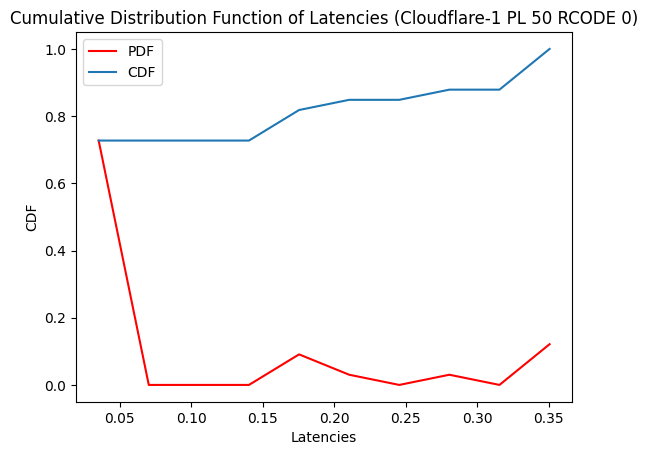 Cumulative Distribution Function of Latencies (Cloudflare-1 PL 50 RCODE 0)
PDF
CDF
1.0
0.8
0.6
0.4
0.2
0.0
CDF
0.05 0.10 0.15 0.20 0.25 0.30 0.35
Latencies